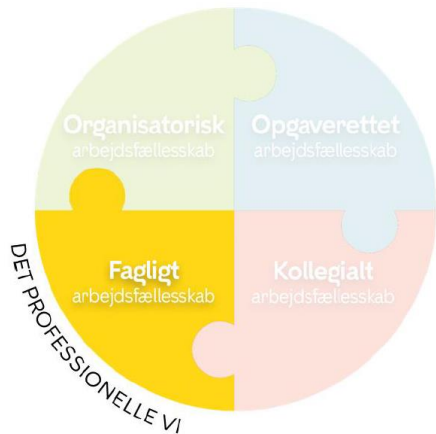 Organisatorisk
arbejdsfællesskab
Opgaverettet
arbejdsfællesskab
Fagligt
arbejdsfællesskab
Kollegialt
arbejdsfællesskab
DET PROFESSIONELLE VI